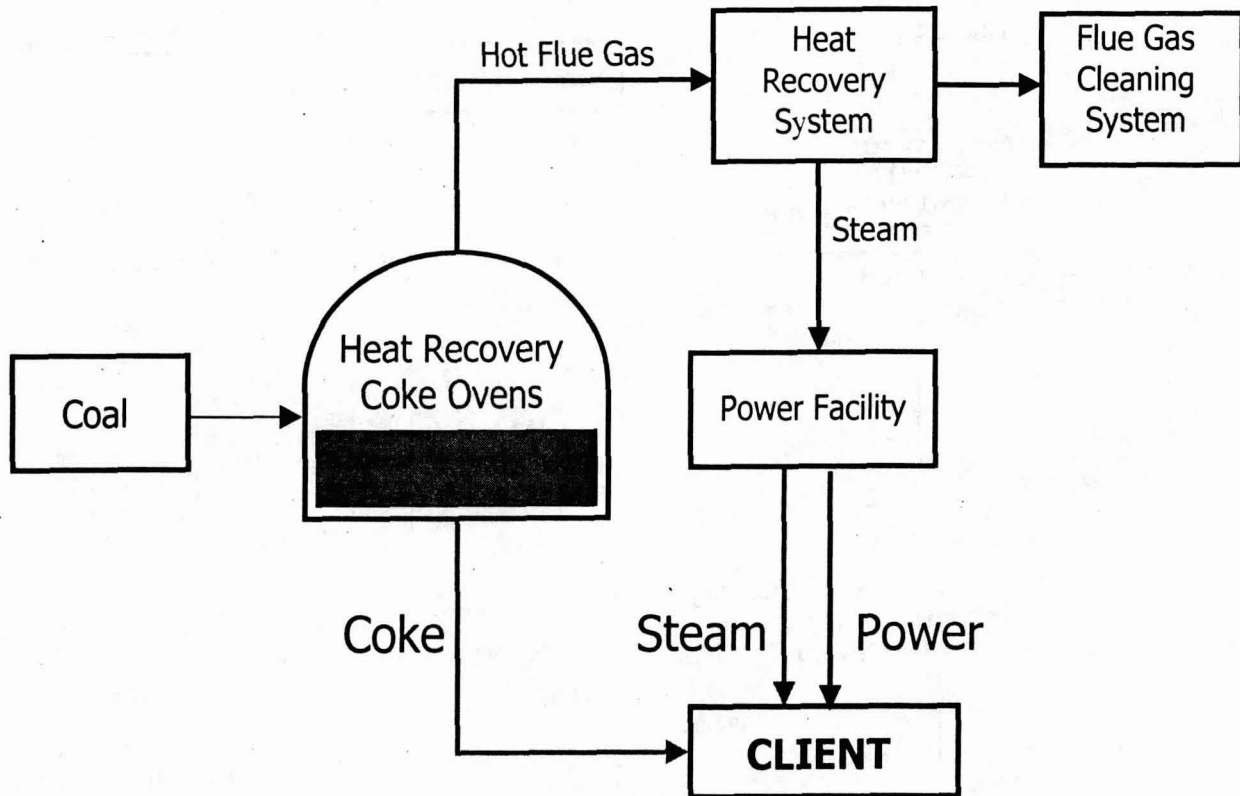 Hot Flue Gas
Heat
Recovery
System
Flue Gas
Cleaning
System
Steam
Heat Recovery
Coke Ovens
Coal
Power Facility
Coke
Steam
Power
CLIENT